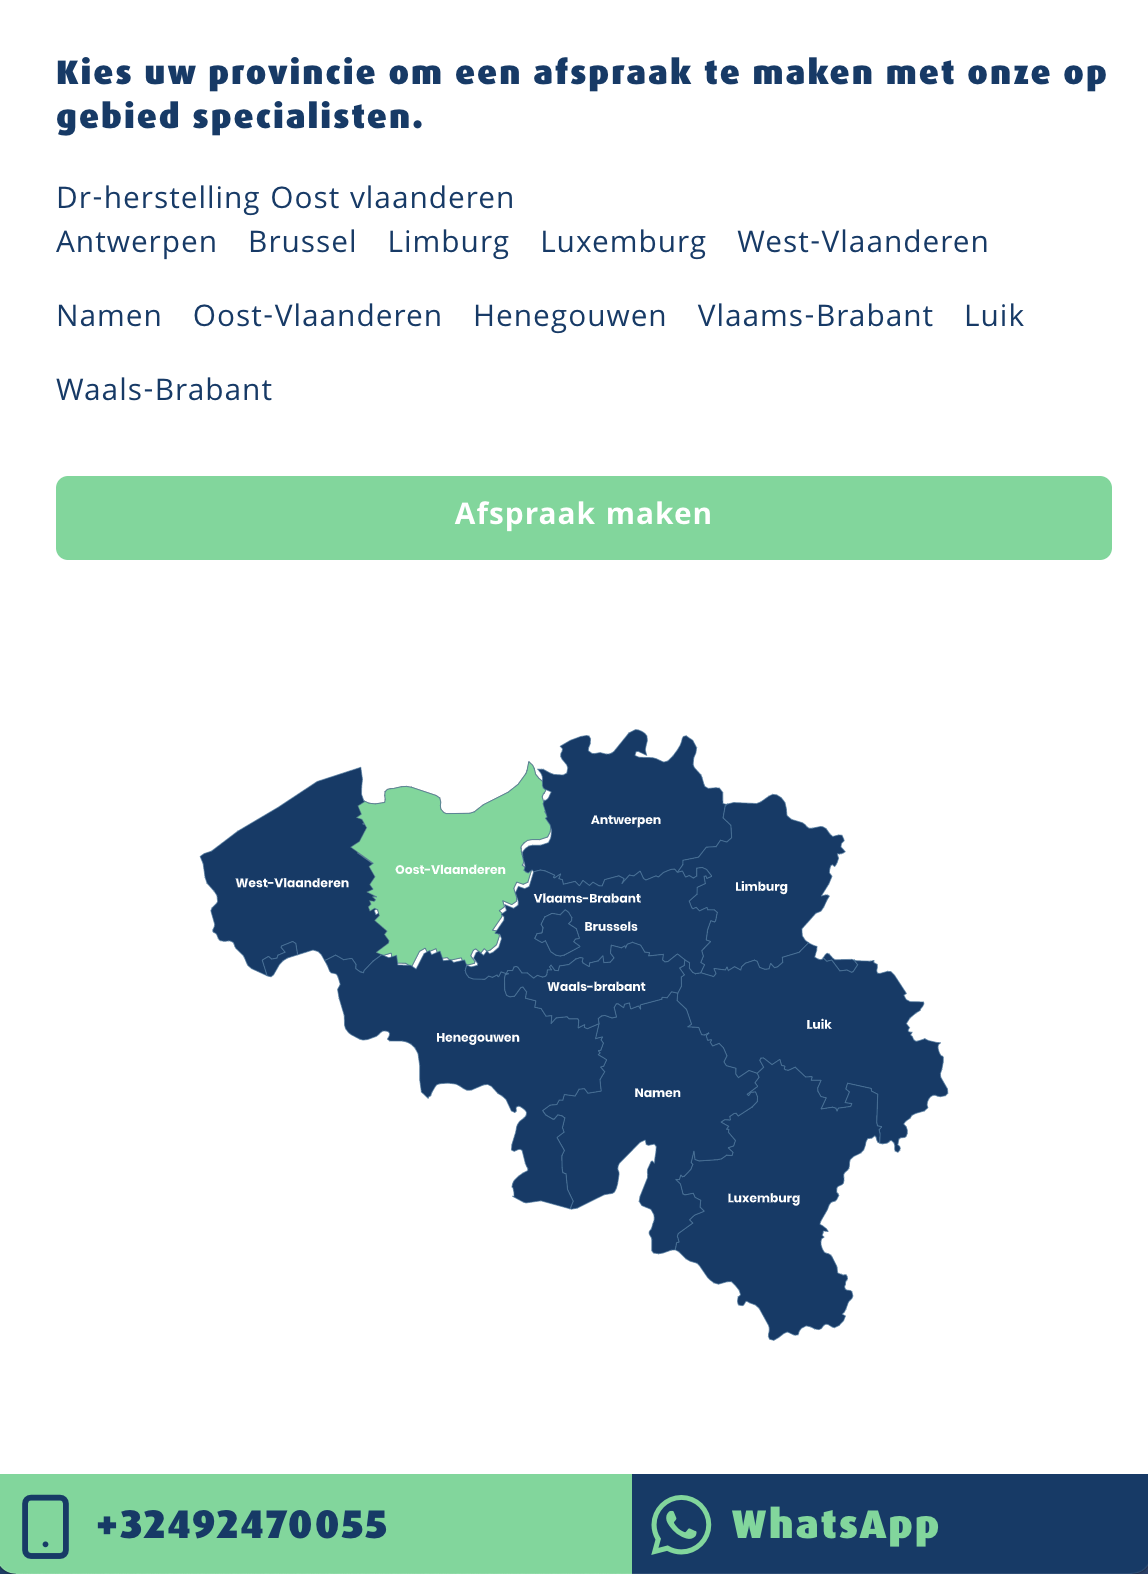 Kies uw provincie om een afspraak te maken met onze op
gebied specialisten.
Dr-herstelling Oost vlaanderen
Antwerpen Brussel Limburg Luxemburg West-Vlaanderen
Namen Oost-Vlaanderen Henegouwen Vlaams-Brabant Luik
Waals-Brabant
Afspraak maken
Antwerpen
Oost-Vlaanderen
West-Vlaanderen
Limburg
Vlaams-Brabant
Brussels
Waals-brabant
Luik
Henegouwen
Namen
Luxemburg
+32492470055 WhatsApp